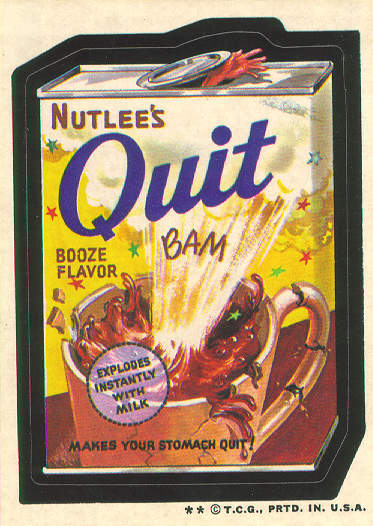 NUTLEE'S
Quit
BAM
BOOZE
FLAVOR
EXPLODES
INSTANTLY
WITH
MILK
MAKES YOUR STOMACH QUIT!
** © T.C.G., PRTD. IN. U.S.A.